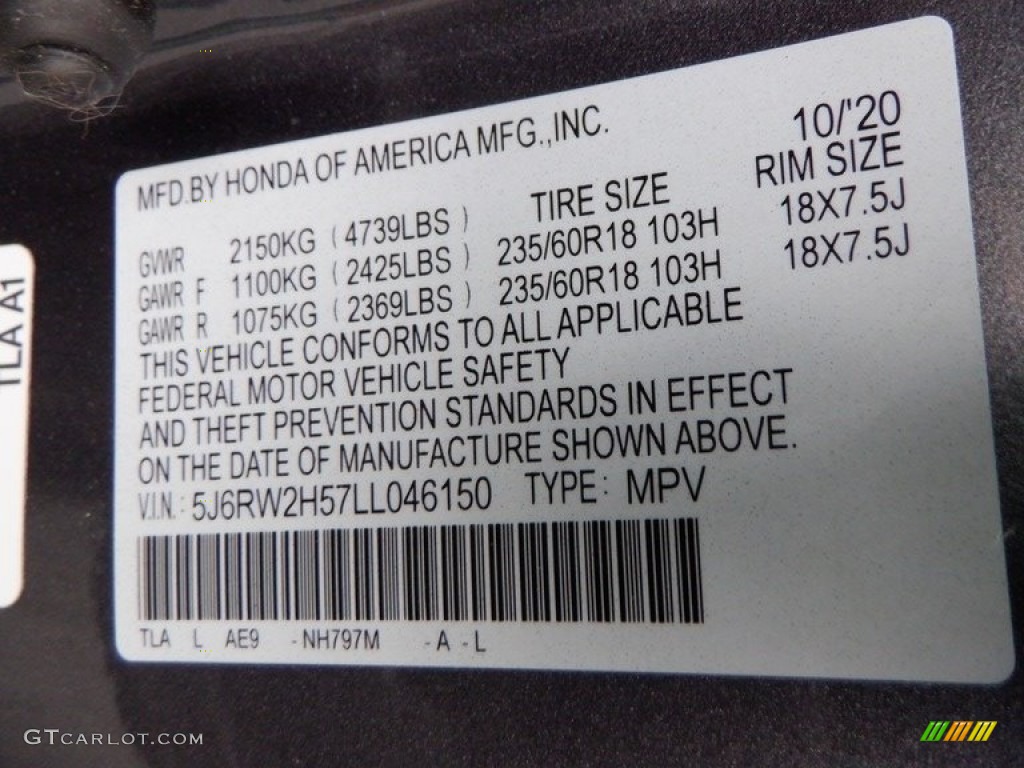 MFD.BY HONDA OF AMERICA MFG.,INC. 10/'20
TIRE SIZE RIM SIZE
GVWR 2150KG ( 4739LBS )
GAWR F 1100KG ( 2425LBS ) 235/60R18 103H 18X7.5J
GAWR R 1075KG ( 2369LBS ) 235/60R18 103H 18X7.5J
THIS VEHICLE CONFORMS TO ALL APPLICABLE
FEDERAL MOTOR VEHICLE SAFETY
AND THEFT PREVENTION STANDARDS IN EFFECT
ON THE DATE OF MANUFACTURE SHOWN ABOVE.
V.I.N.: 5J6RW2H57LL046150 TYPE: MPV
TLA L AE9 -NH797M -A -L
TLA A1
GTCARLOT.COM